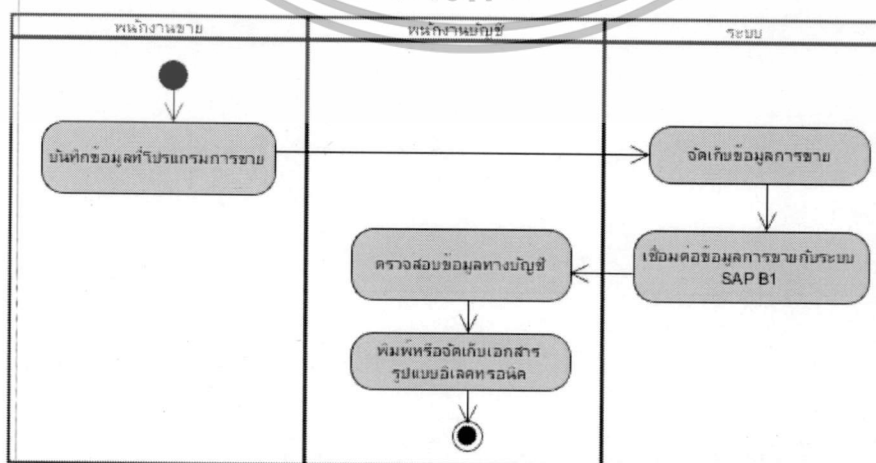 พนักงานขาย
พนักงานบัญชี
ระบบ
บันทึกข้อมูลที่โปรแกรมการขาย
จัดเก็บข้อมูลการขาย
เชื่อมต่อข้อมูลการขายกับระบบ
SAP B1
ตรวจสอบข้อมูลทางบัญชี
พิมพ์หรือจัดเก็บเอกสาร
รูปแบบอิเลคทรอนิค